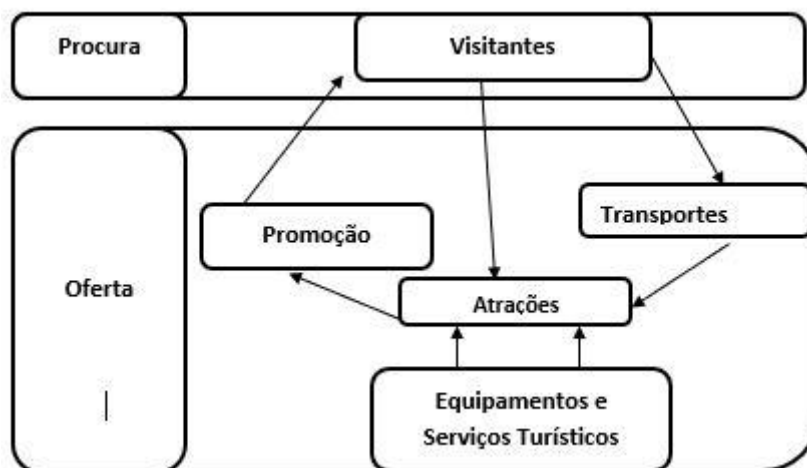 Procura
Visitantes
Transportes
Promoção
Oferta
Atrações
Equipamentos e
Serviços Turísticos